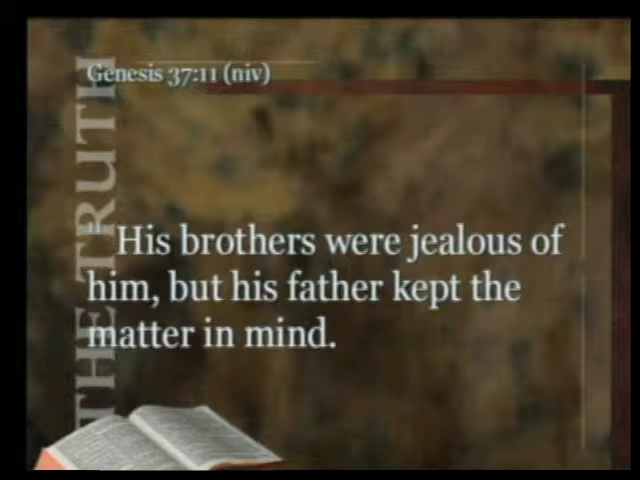 Genesis 37:11 (niv)
THE TRUTH
His brothers were jealous of
him, but his father kept the
matter in mind.